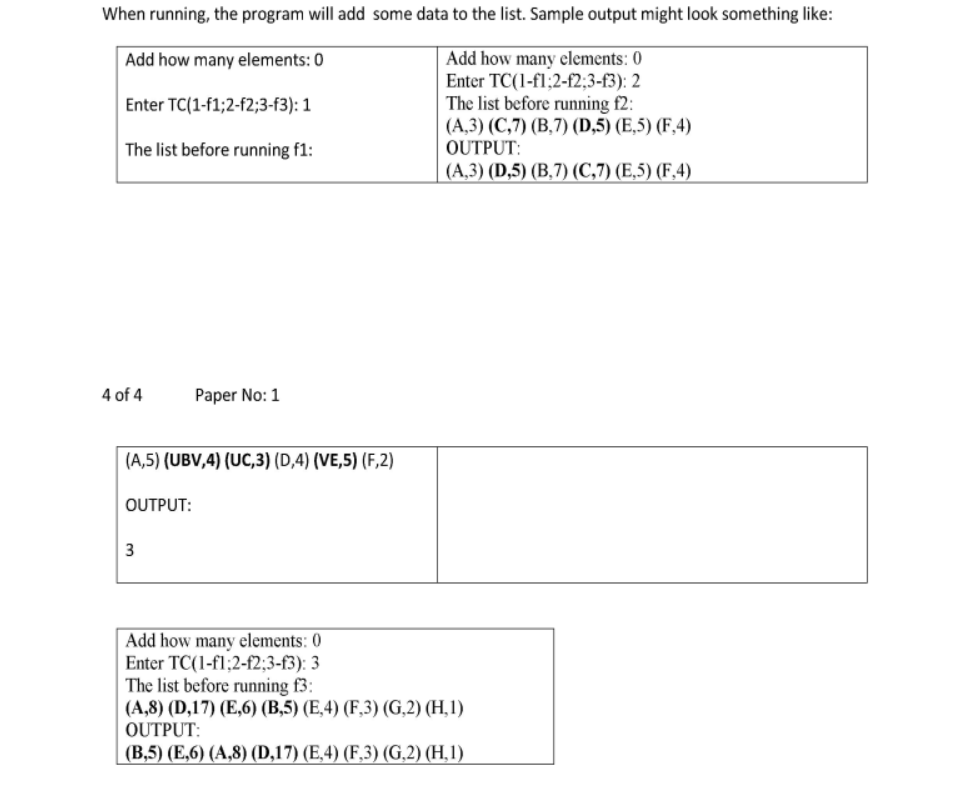 When running, the program will add some data to the list. Sample output might look something like:
Add how many elements: 0
Enter TC(1-f1;2-f2;3-f3): 1
The list before running f1:
Add how many elements: 0
Enter TC(1-f1;2-f2;3-f3): 2
The list before running f2:
(A,3) (C,7) (B,7) (D,5) (E,5) (F,4)
OUTPUT:
(A,3) (D,5) (B,7) (C,7) (E,5) (F,4)
4 of 4 Paper No: 1
(A,5) (UBV,4) (UC,3) (D,4) (VE,5) (F,2)
OUTPUT:
3
Add how many elements: 0
Enter TC(1-f1;2-f2;3-f3): 3
The list before running f3:
(A,8) (D,17) (E,6) (B,5) (E,4) (F,3) (G,2) (H,1)
OUTPUT:
(B,5) (E,6) (A,8) (D,17) (E,4) (F,3) (G,2) (H,1)